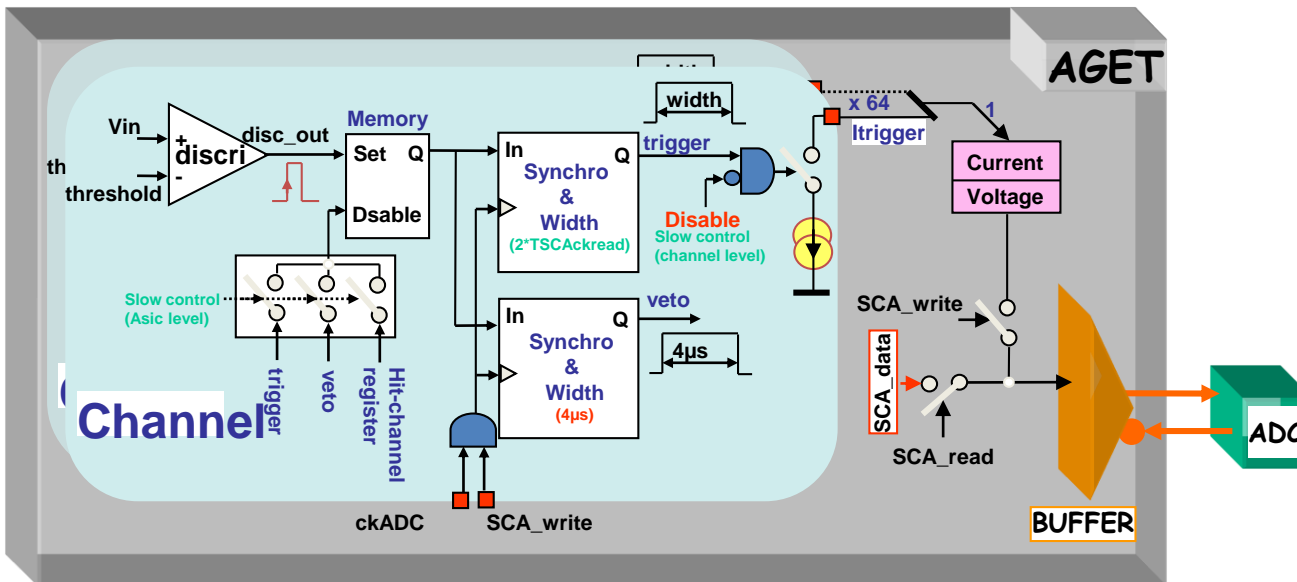 AGET
width
x 64
1
Itrigger
Vin
+
discri
-
th
threshold
disc_out
Memory
Set
Q
Dsable
In
Q
Synchro
&
Width
(2*TSCAckread)
trigger
Disable
Slow control
(channel level)
Current
Voltage
Slow control
(Asic level)
trigger
veto
Hit-channel
register
In
Q
Synchro
&
Width
(4µs)
veto
4µs
SCA_write
SCA_data
SCA_read
Channel
ckADC
SCA_write
BUFFER
ADC